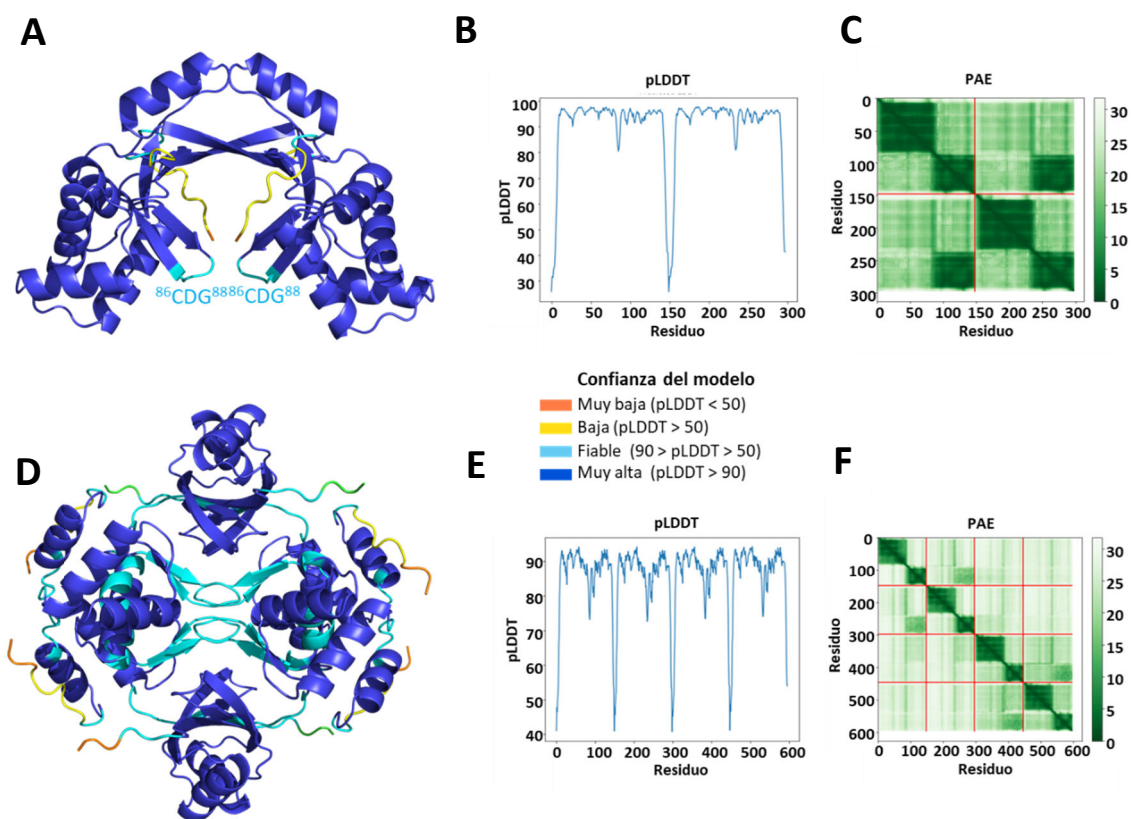 A
B
C
pLDDT
PAE
100
90
80
70
60
50
40
30
pLDDT
0 50 100 150 200 250 300
Residuo
0
50
100
150
200
250
300
Residuo
0 50 100 150 200 250 300
Residuo
30
25
20
15
10
5
0
⁸⁶CDG⁸⁸⁸⁶CDG⁸⁸
Confianza del modelo
Muy baja (pLDDT < 50)
Baja (pLDDT > 50)
Fiable (90 > pLDDT > 50)
Muy alta (pLDDT > 90)
D
E
F
pLDDT
PAE
90
80
70
60
50
40
pLDDT
0 100 200 300 400 500 600
Residuo
0
100
200
300
400
500
600
Residuo
0 100 200 300 400 500 600
Residuo
30
25
20
15
10
5
0